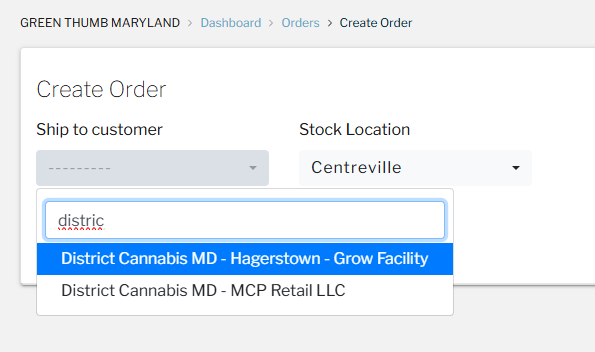 GREEN THUMB MARYLAND > Dashboard > Orders > Create Order
Create Order
Ship to customer
Stock Location
---------
Centreville
distric
District Cannabis MD - Hagerstown - Grow Facility
District Cannabis MD - MCP Retail LLC